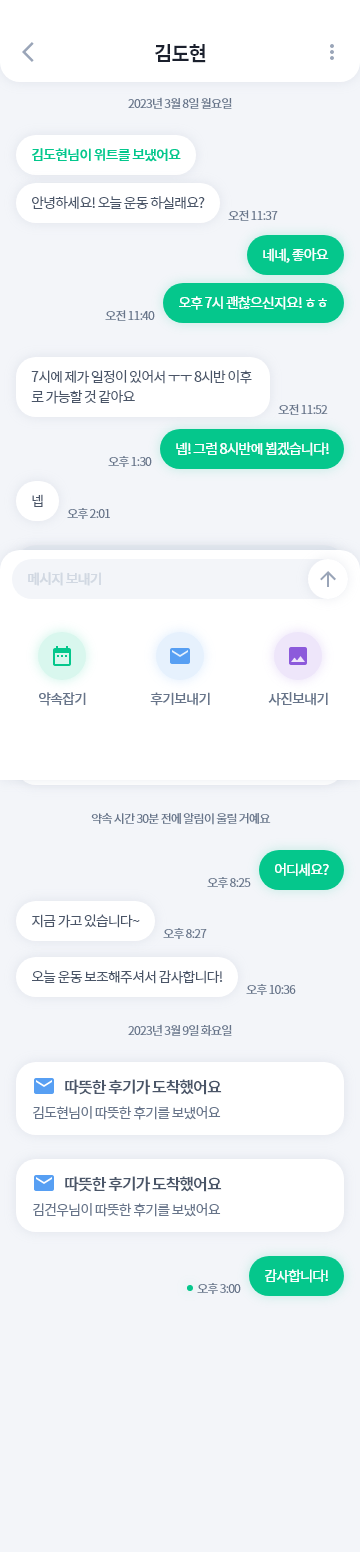 김도현
2023년 3월 8일 월요일
김도현님이 위트를 보냈어요
안녕하세요! 오늘 운동 하실래요?
오전 11:37
네네, 좋아요
오후 7시 괜찮으신지요! ㅎㅎ
오전 11:40
7시에 제가 일정이 있어서 ㅜㅜ 8시반 이후
로 가능할 것 같아요
오전 11:52
넵! 그럼 8시반에 뵙겠습니다!
오후 1:30
넵
오후 2:01
메시지 보내기
약속잡기
후기보내기
사진보내기
약속 시간 30분 전에 알림이 울릴 거예요
어디세요?
오후 8:25
지금 가고 있습니다~
오후 8:27
오늘 운동 보조해주셔서 감사합니다!
오후 10:36
2023년 3월 9일 화요일
따뜻한 후기가 도착했어요
김도현님이 따뜻한 후기를 보냈어요
따뜻한 후기가 도착했어요
김건우님이 따뜻한 후기를 보냈어요
감사합니다!
오후 3:00